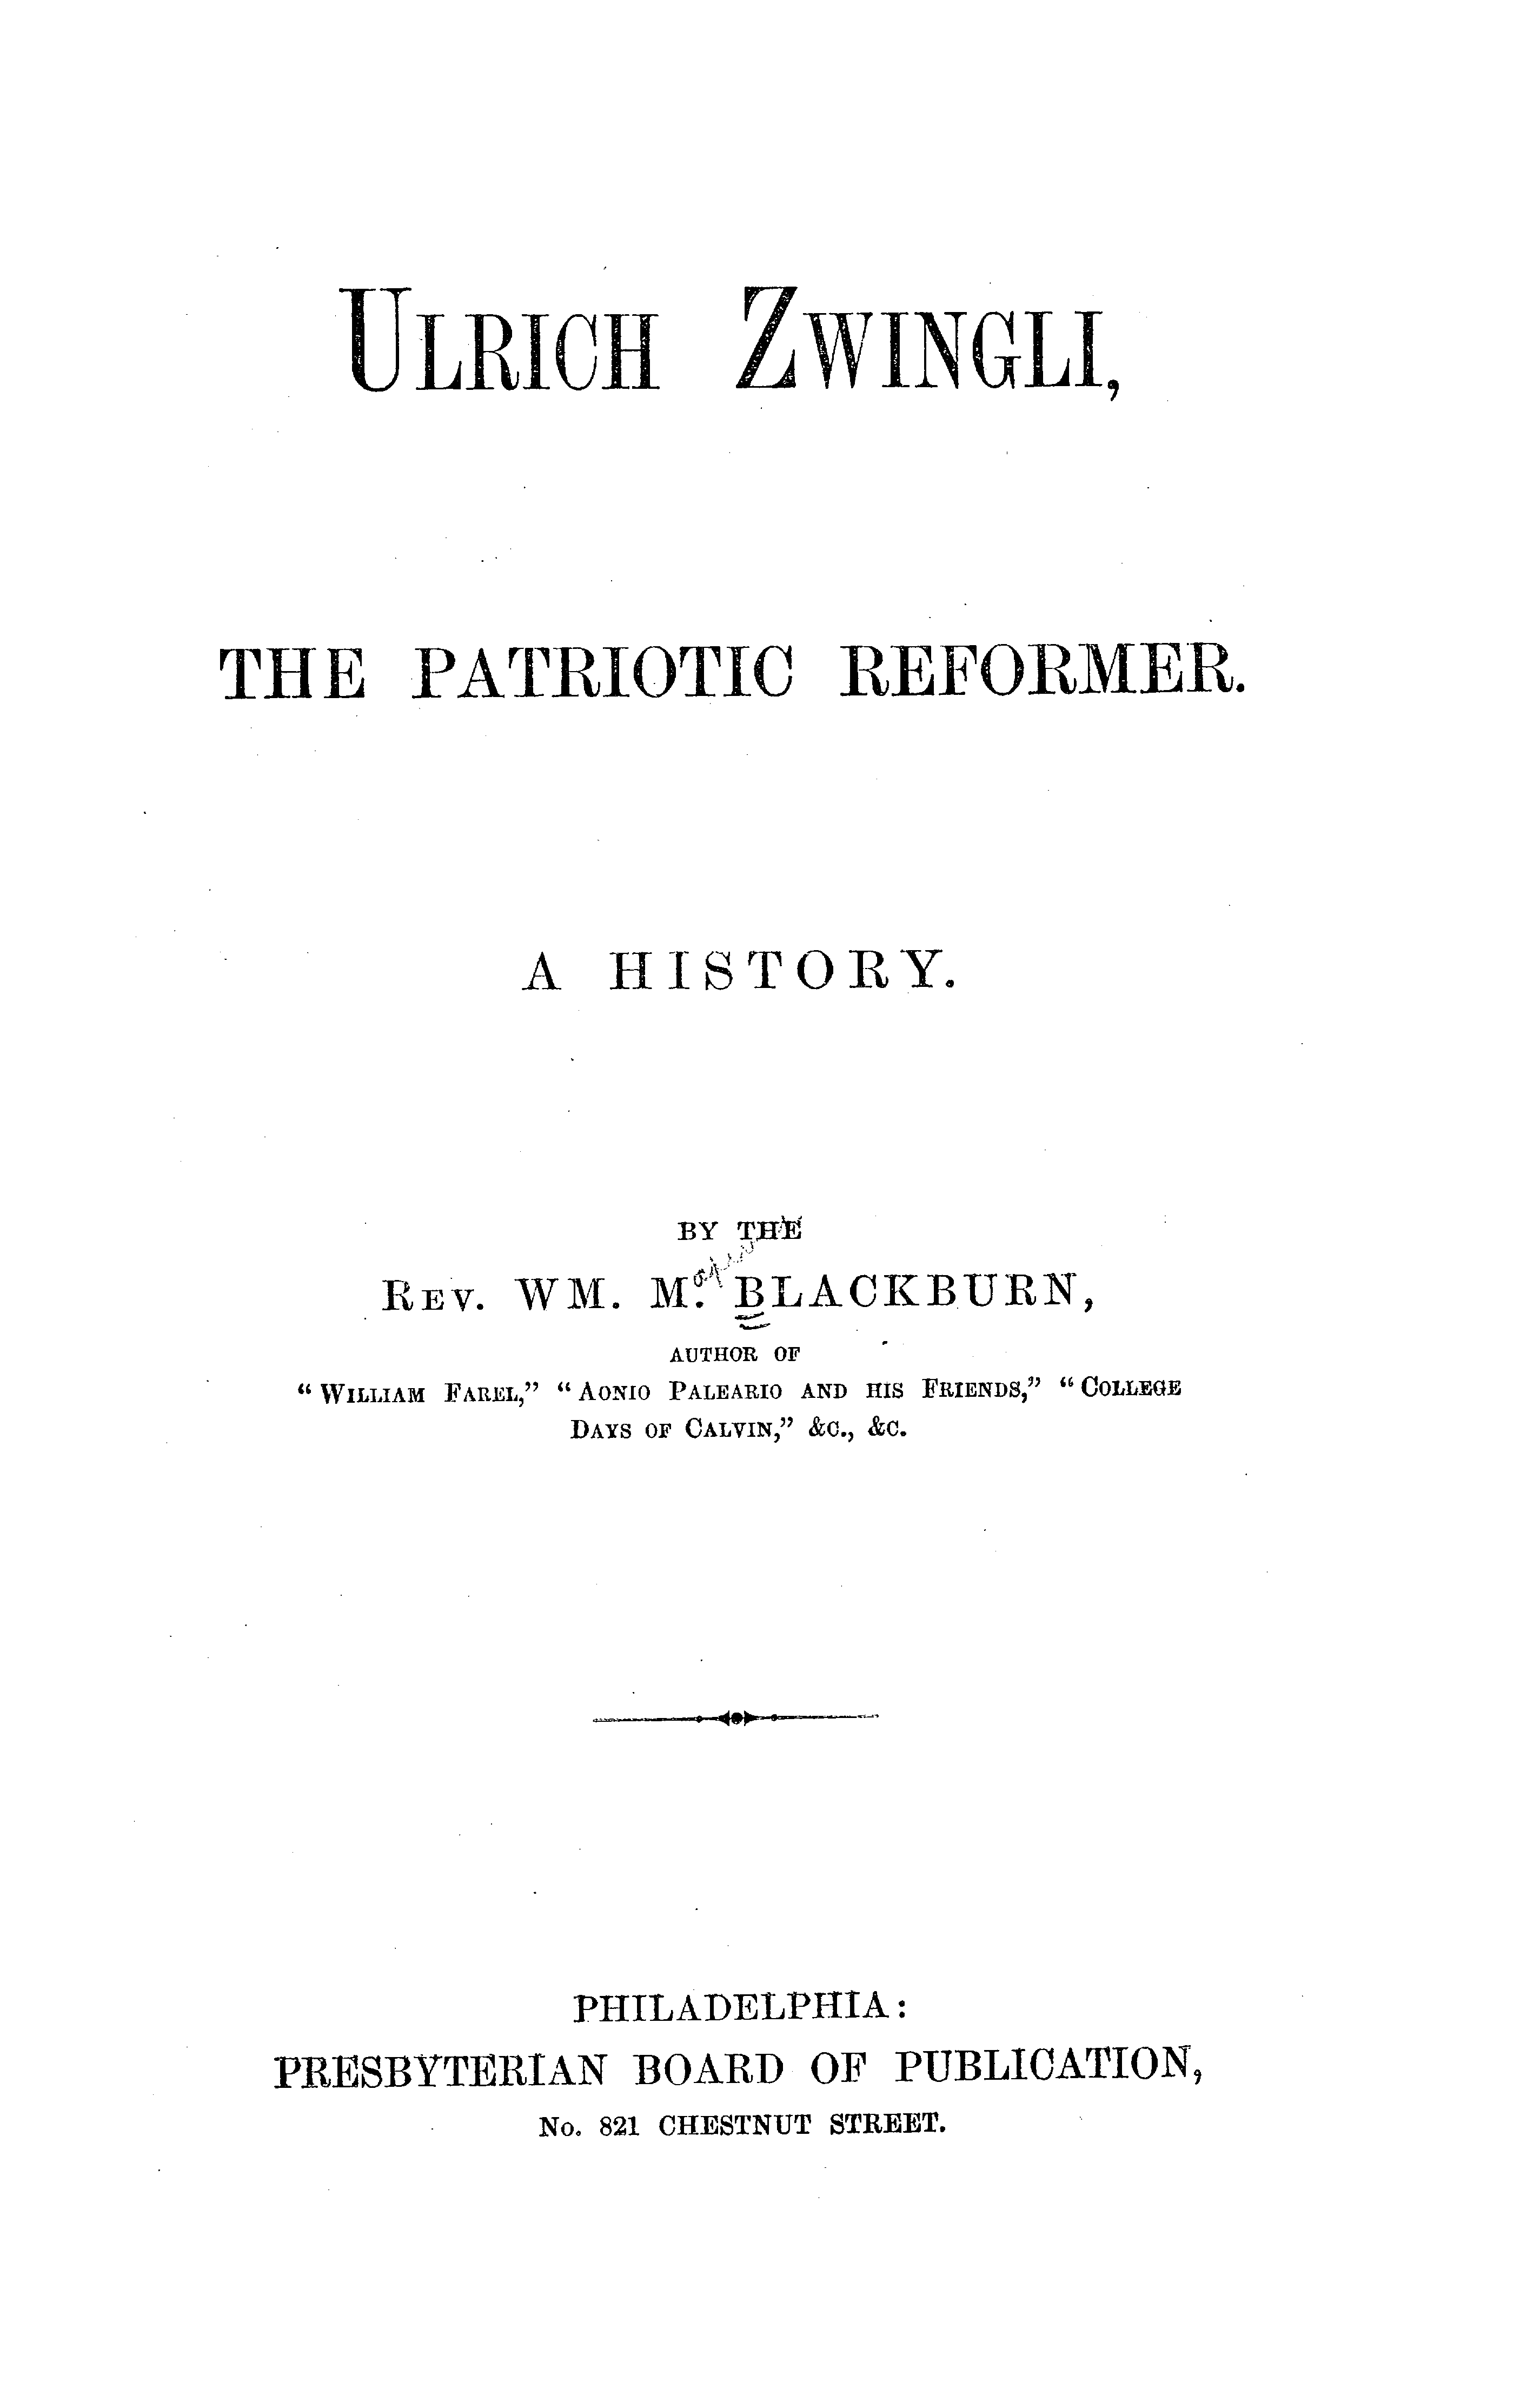 ULRICH ZWINGLI,
THE PATRIOTIC REFORMER.
A HISTORY.
BY THE
REV. WM. M. BLACKBURN,
AUTHOR OF
“WILLIAM FAREL,” “AONIO PALEARIO AND HIS FRIENDS,” “COLLEGE
DAYS OF CALVIN,” &C., &C.
PHILADELPHIA:
PRESBYTERIAN BOARD OF PUBLICATION,
No. 821 CHESTNUT STREET.